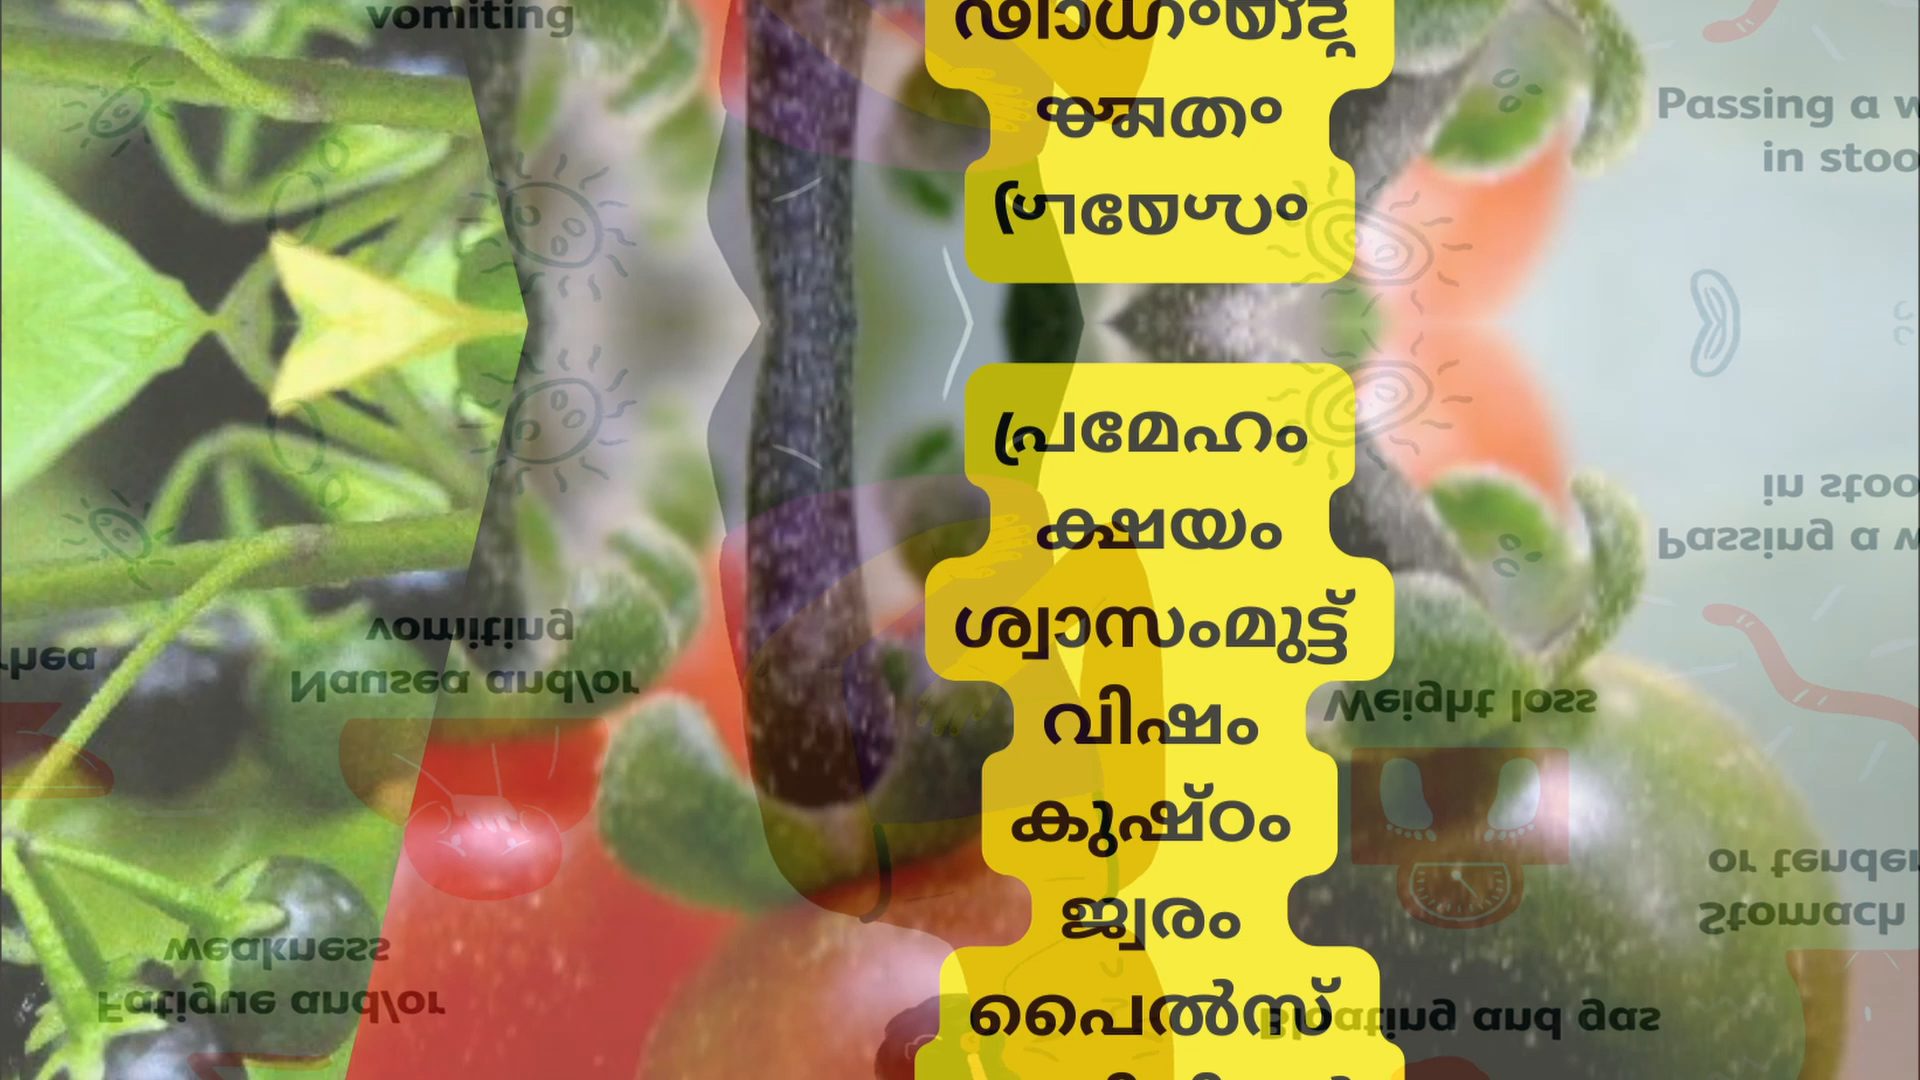 vomiting
Passing a w
in stoo
പ്രമേഹം
ക്ഷയം
ശ്വാസംമുട്ട്
വിഷം
കുഷ്ഠം
ജ്വരം
പൈൽസ്
in stoo
Passing a w
vomiting
Nausea and/or
rhea
Weight loss
or tender
Stomach
weakness
Fatigue and/or
Bloating and gas